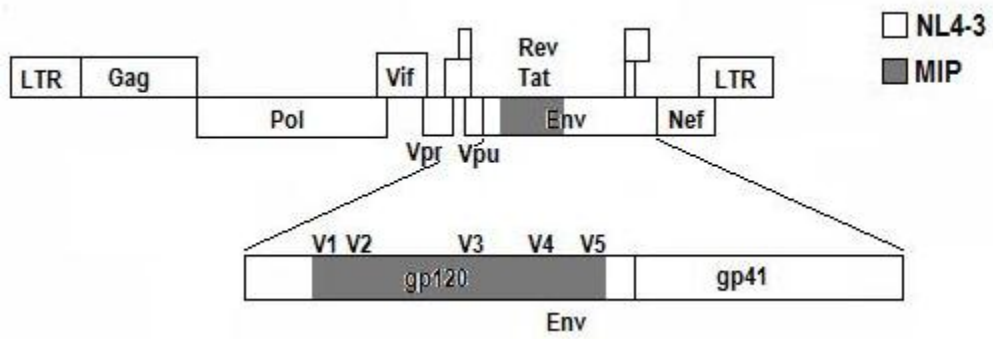 NL4-3
MIP
Rev
Tat
LTR Gag Vif LTR
Pol Env Nef
Vpr Vpu
V1 V2 V3 V4 V5
gp120 gp41
Env